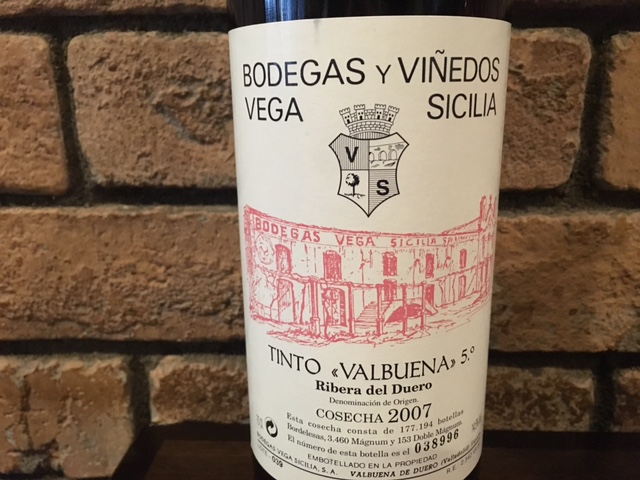 BODEGAS Y VIÑEDOS
VEGA SICILIA
V
S
BODEGAS VEGA SICILIA
TINTO «VALBUENA» 5.º
Ribera del Duero
Denominación de Origen.
COSECHA 2007
Esta cosecha consta de 177.194 botellas
Bordelesas, 3.460 Mágnum y 153 Doble Mágnum.
El número de esta botella es el 038996
EMBOTELLADO EN LA PROPIEDAD
BODEGAS VEGA SICILIA, S. A. VALBUENA DE DUERO (Valladolid)
039